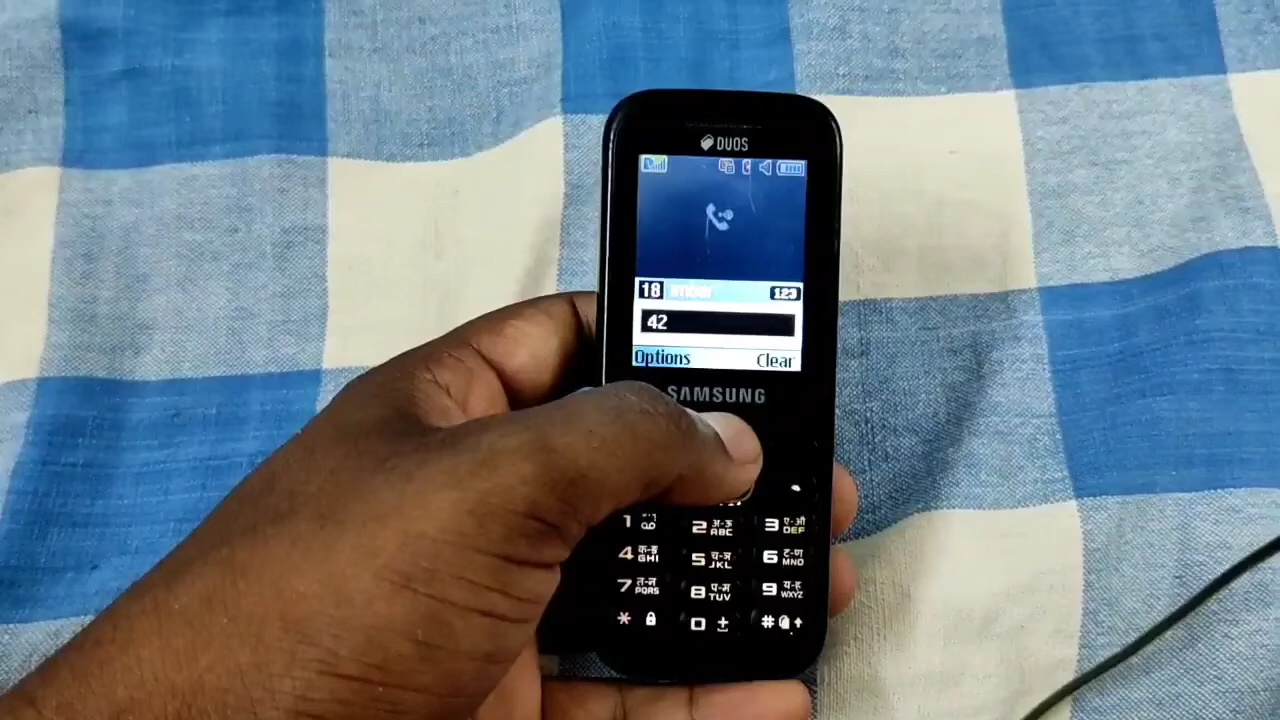 DUOS
18 123
42
Options Clear
SAMSUNG
1
2 अ-ऊ ABC
3 ए-औ DEF
4 क-ङ GHI
5 च-ञ JKL
6 ट-ण MNO
7 त-न PQRS
8 प-म TUV
9 य-ह WXYZ
* 0 ± #